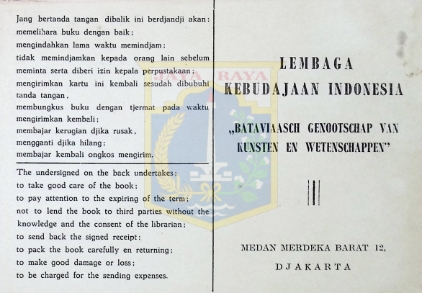 Jang bertanda tangan dibalik ini berdjandji akan:
memelihara buku dengan baik;
mengindahkan lama waktu memindjam;
tidak memindjamkan kepada orang lain sebelum
meminta serta diberi itin kepala perpustakaan;
mengirimkan kartu ini kembali sesudah dibubuhi
tanda tangan,
membungkus buku dengan tjermat pada waktu
mengirimkan kembali;
membajar kerugian djika rusak,
mengganti djika hilang;
membajar kembali ongkos mengirim.
The undersigned on the back undertakes:
to take good care of the book;
to pay attention to the expiring of the term;
not to lend the book to third parties without the
knowledge and the consent of the librarian;
to send back the signed receipt;
to pack the book carefully en returning;
to make good damage or loss;
to be charged for the sending expenses.
LEMBAGA
KEBUDAJAAN INDONESIA
„BATAVIAASCH GENOOTSCHAP VAN
KUNSTEN EN WETENSCHAPPEN"
MEDAN MERDEKA BARAT 12,
DJAKARTA
JAYA RAYA